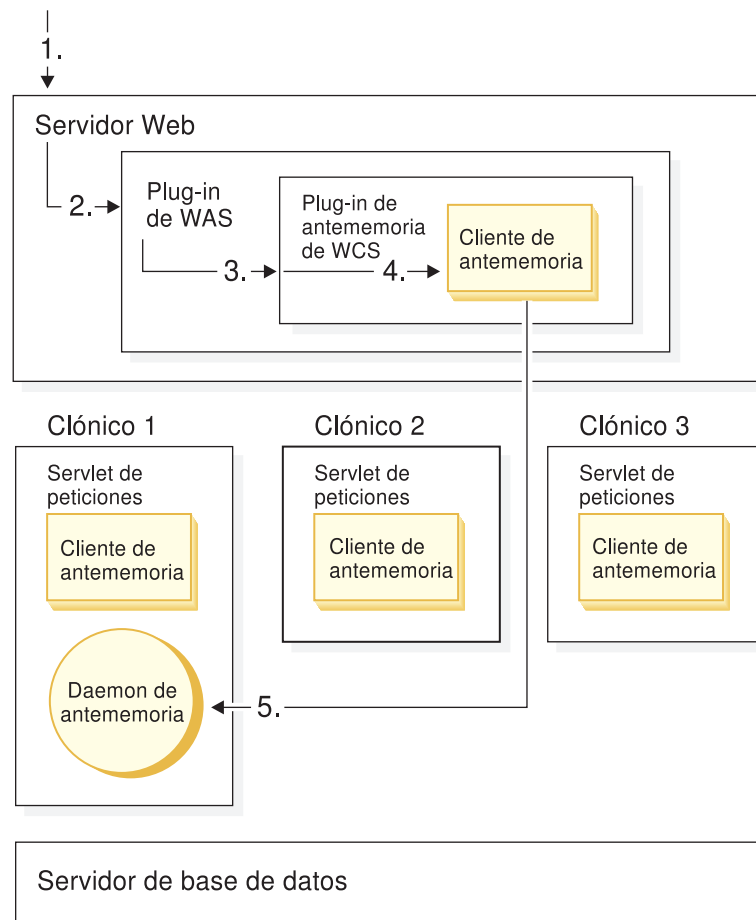 1.
Servidor Web
2.
Plug-in
de WAS
3.
Plug-in de
antememoria
de WCS
4.
Cliente de
antememoria
Clónico 1
Servlet de
peticiones
Cliente de
antememoria
Daemon de
antememoria
5.
Clónico 2
Servlet de
peticiones
Cliente de
antememoria
Clónico 3
Servlet de
peticiones
Cliente de
antememoria
Servidor de base de datos